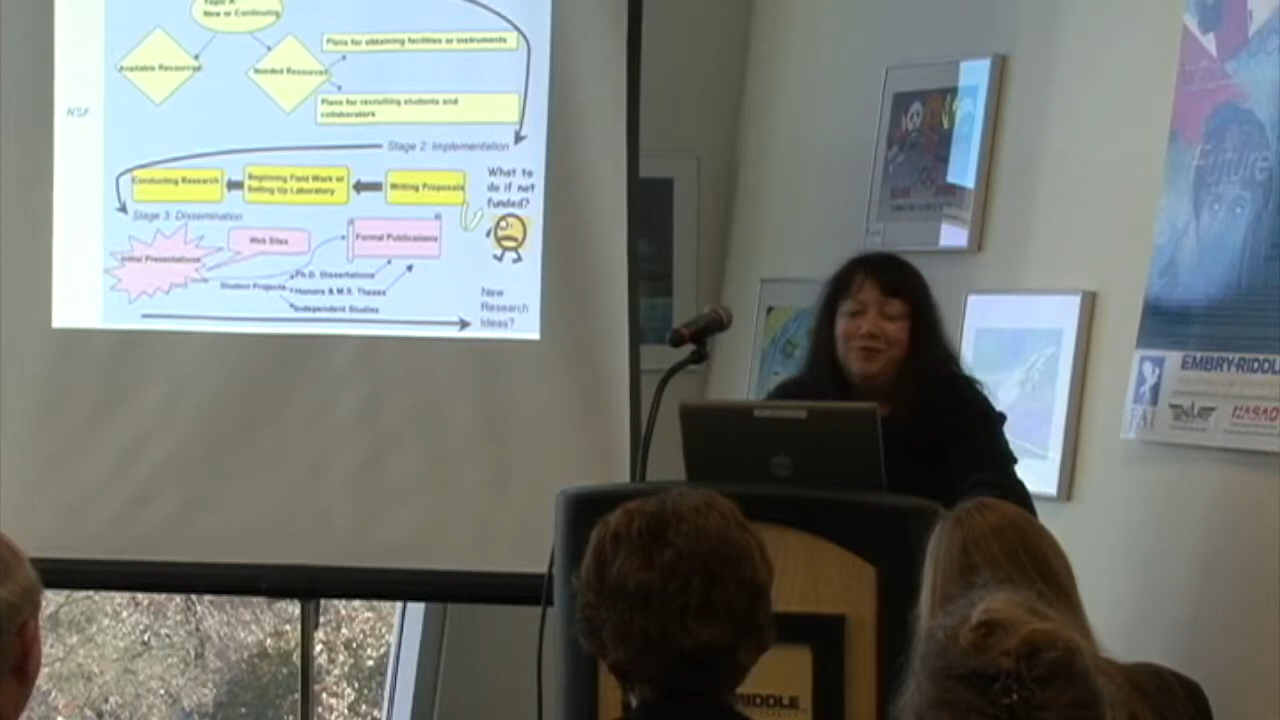 Topic A
New or Continuing
Available Resources
Needed Resources
Plans for obtaining facilities or instruments
Plans for recruiting students and
collaborators
NSF
Stage 2: Implementation
Conducting Research
Beginning Field Work or
Setting Up Laboratory
Writing Proposals
What to
do if not
funded?
Stage 3: Dissemination
Initial Presentations
Web Sites
Formal Publications
Student Projects
Ph.D. Dissertations
Honors & M.S. Theses
Independent Studies
New
Research
Ideas?
Future
EMBRY-RIDDL
FAI
NASAO
RIDDLE